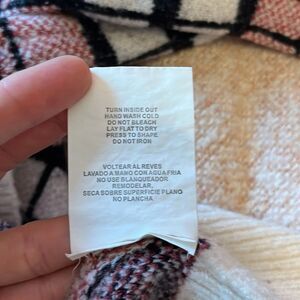 TURN INSIDE OUT
HAND WASH COLD
DO NOT BLEACH
LAY FLAT TO DRY
PRESS TO SHAPE
DO NOT IRON
VOLTEAR AL REVES
LAVADO A MANO CON AGUA FRIA
NO USE BLANQUEADOR
REMODELAR,
SECA SOBRE SUPERFICIE PLANO
NO PLANCHA